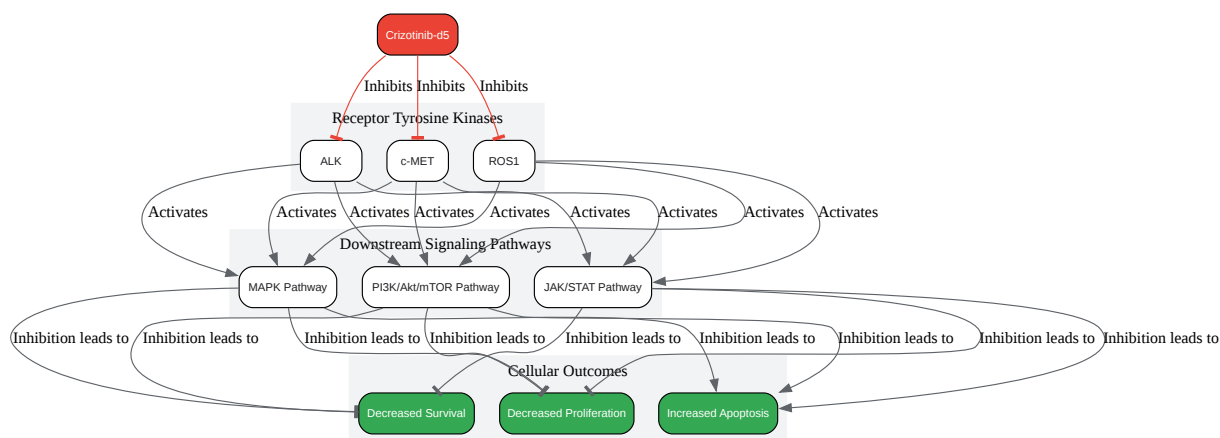 Crizotinib-d5
Inhibits Inhibits Inhibits
Receptor Tyrosine Kinases
ALK c-MET ROS1
Activates Activates Activates Activates Activates Activates Activates Activates Activates
Downstream Signaling Pathways
MAPK Pathway PI3K/Akt/mTOR Pathway JAK/STAT Pathway
Inhibition leads to Inhibition leads to Inhibition leads to Inhibition leads to Inhibition leads to Inhibition leads to Inhibition leads to Inhibition leads to Inhibition leads to
Cellular Outcomes
Decreased Survival Decreased Proliferation Increased Apoptosis